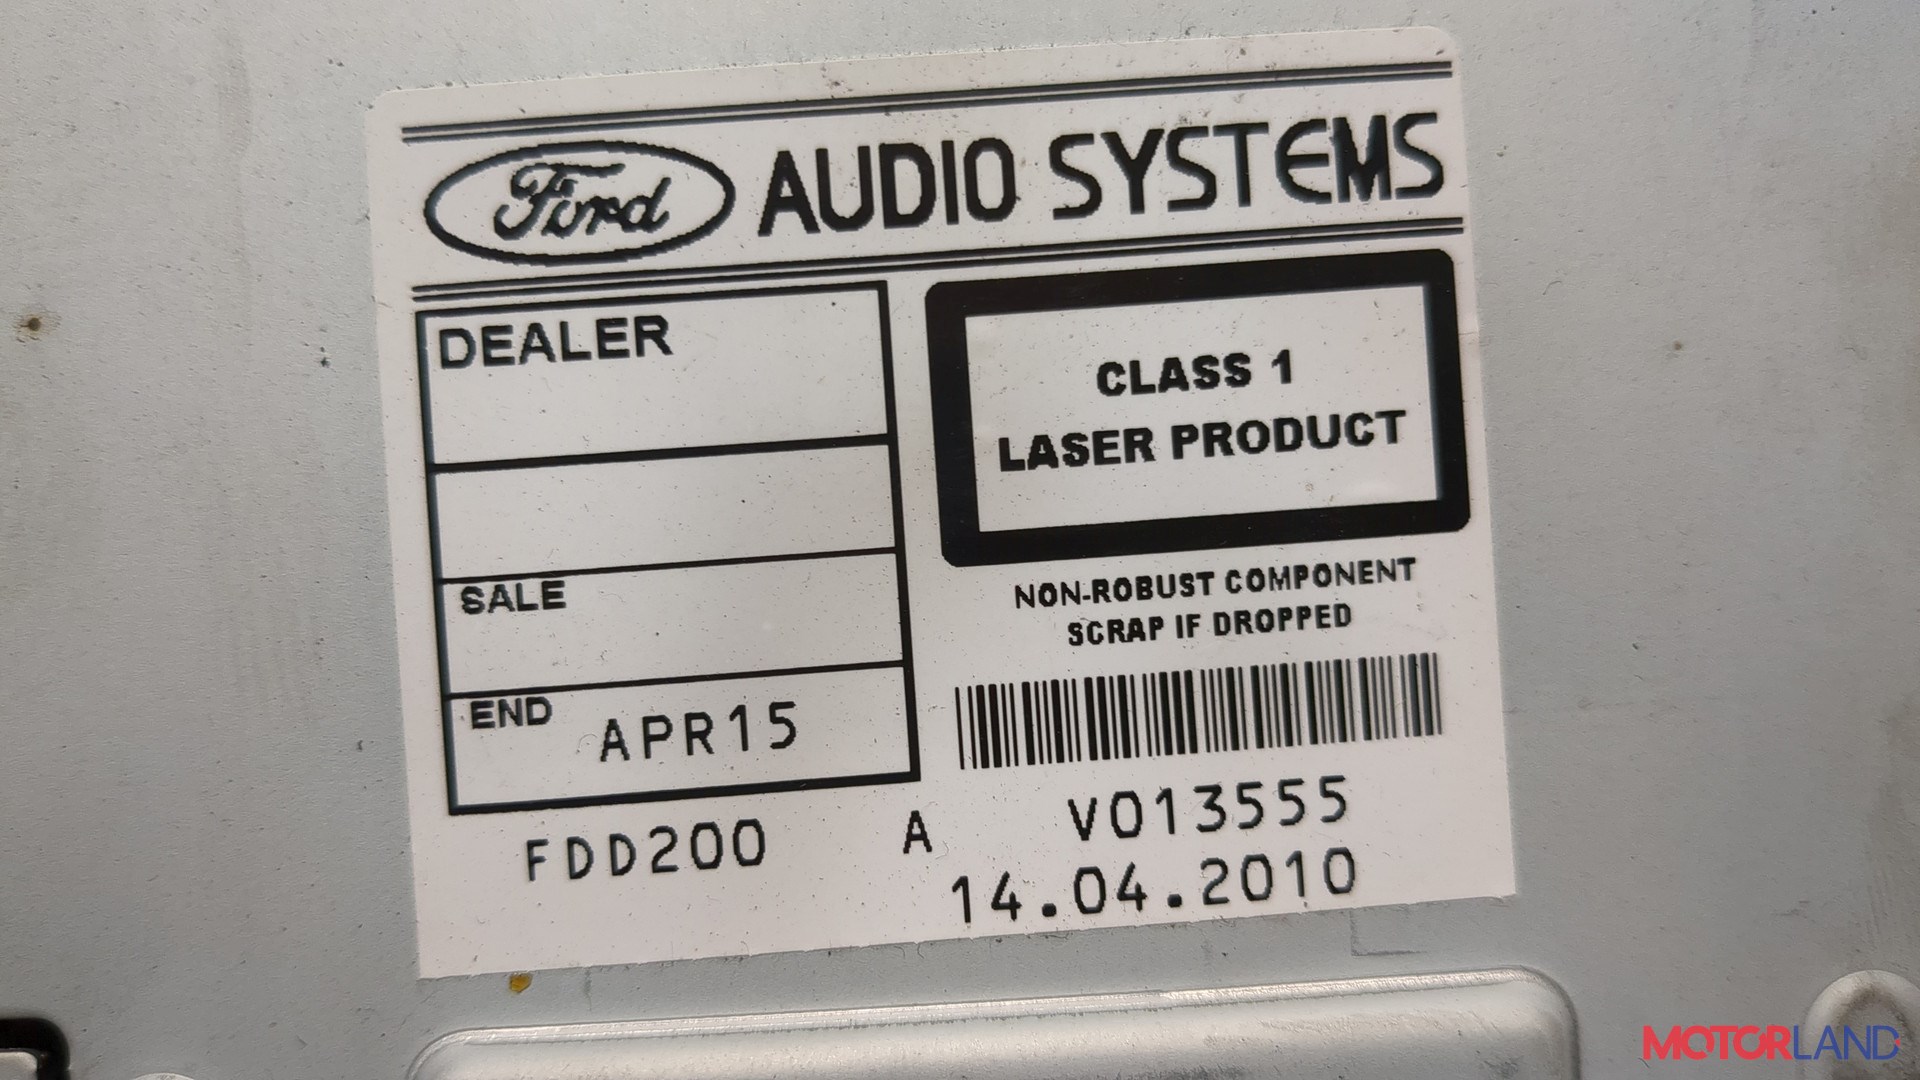 Ford AUDIO SYSTEMS
DEALER
SALE
END APR15
FDD200 A
CLASS 1
LASER PRODUCT
NON-ROBUST COMPONENT
SCRAP IF DROPPED
V013555
14.04.2010
MOTORLAND